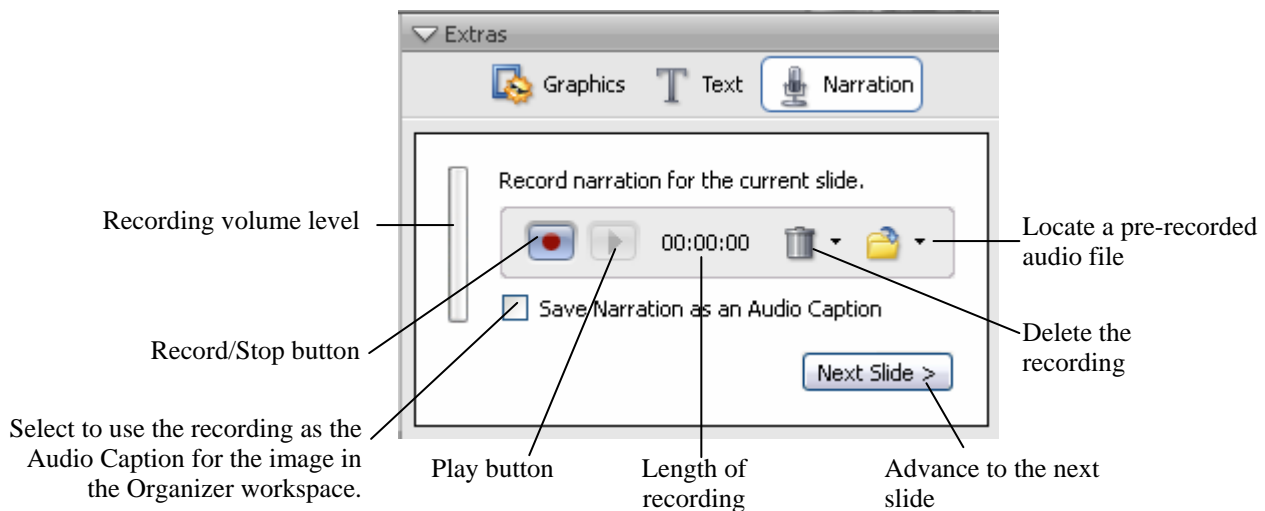 Extras
Graphics
Text
Narration
Record narration for the current slide.
Recording volume level
00:00:00
Locate a pre-recorded
audio file
Save Narration as an Audio Caption
Record/Stop button
Delete the
recording
Next Slide >
Select to use the recording as the
Audio Caption for the image in
the Organizer workspace.
Play button
Length of
recording
Advance to the next
slide